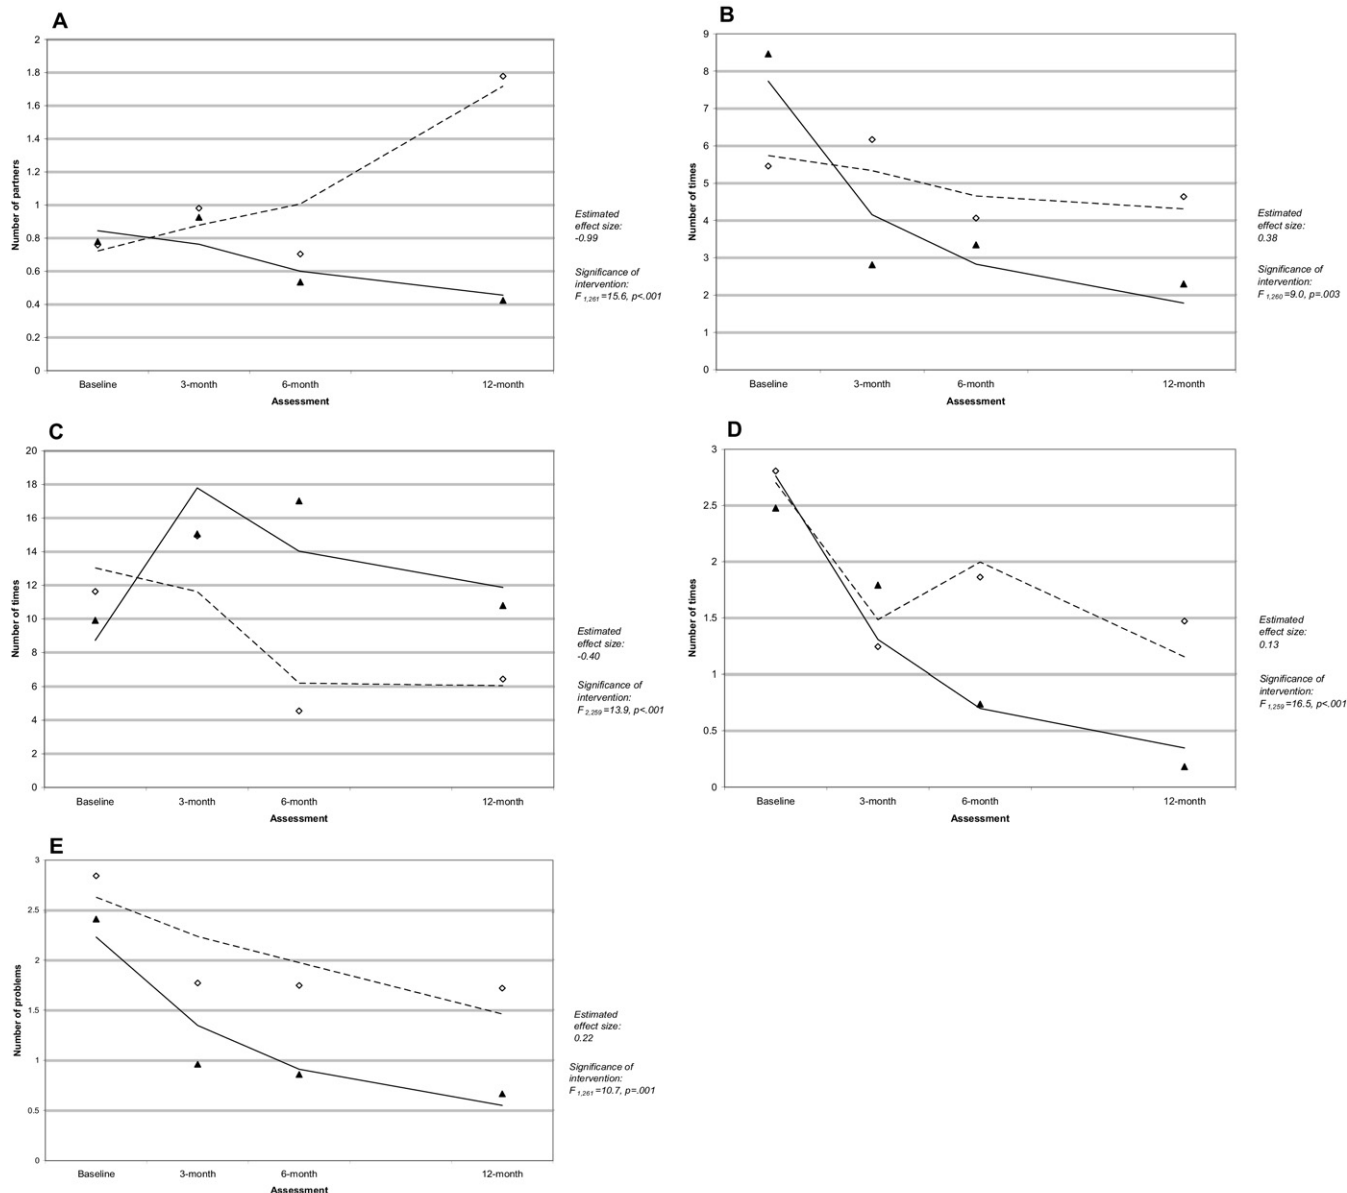 A
2
1.8
1.6
1.4
1.2
1
0.8
0.6
0.4
0.2
0
Number of partners
Baseline 3-month 6-month 12-month
Assessment
Estimated
effect size:
-0.99
Significance of
intervention:
F 1,261 =15.6, p<.001
B
9
8
7
6
5
4
3
2
1
0
Number of times
Baseline 3-month 6-month 12-month
Assessment
Estimated
effect size:
0.38
Significance of
intervention:
F 1,260 =9.0, p=.003
C
20
18
16
14
12
10
8
6
4
2
0
Number of times
Baseline 3-month 6-month 12-month
Assessment
Estimated
effect size:
-0.40
Significance of
intervention:
F 2,259 =13.9, p<.001
D
3
2.5
2
1.5
1
0.5
0
Number of times
Baseline 3-month 6-month 12-month
Assessment
Estimated
effect size:
0.13
Significance of
intervention:
F 1,259 =16.5, p<.001
E
3
2.5
2
1.5
1
0.5
0
Number of problems
Baseline 3-month 6-month 12-month
Assessment
Estimated
effect size:
0.22
Significance of
intervention:
F 1,261 =10.7, p=.001